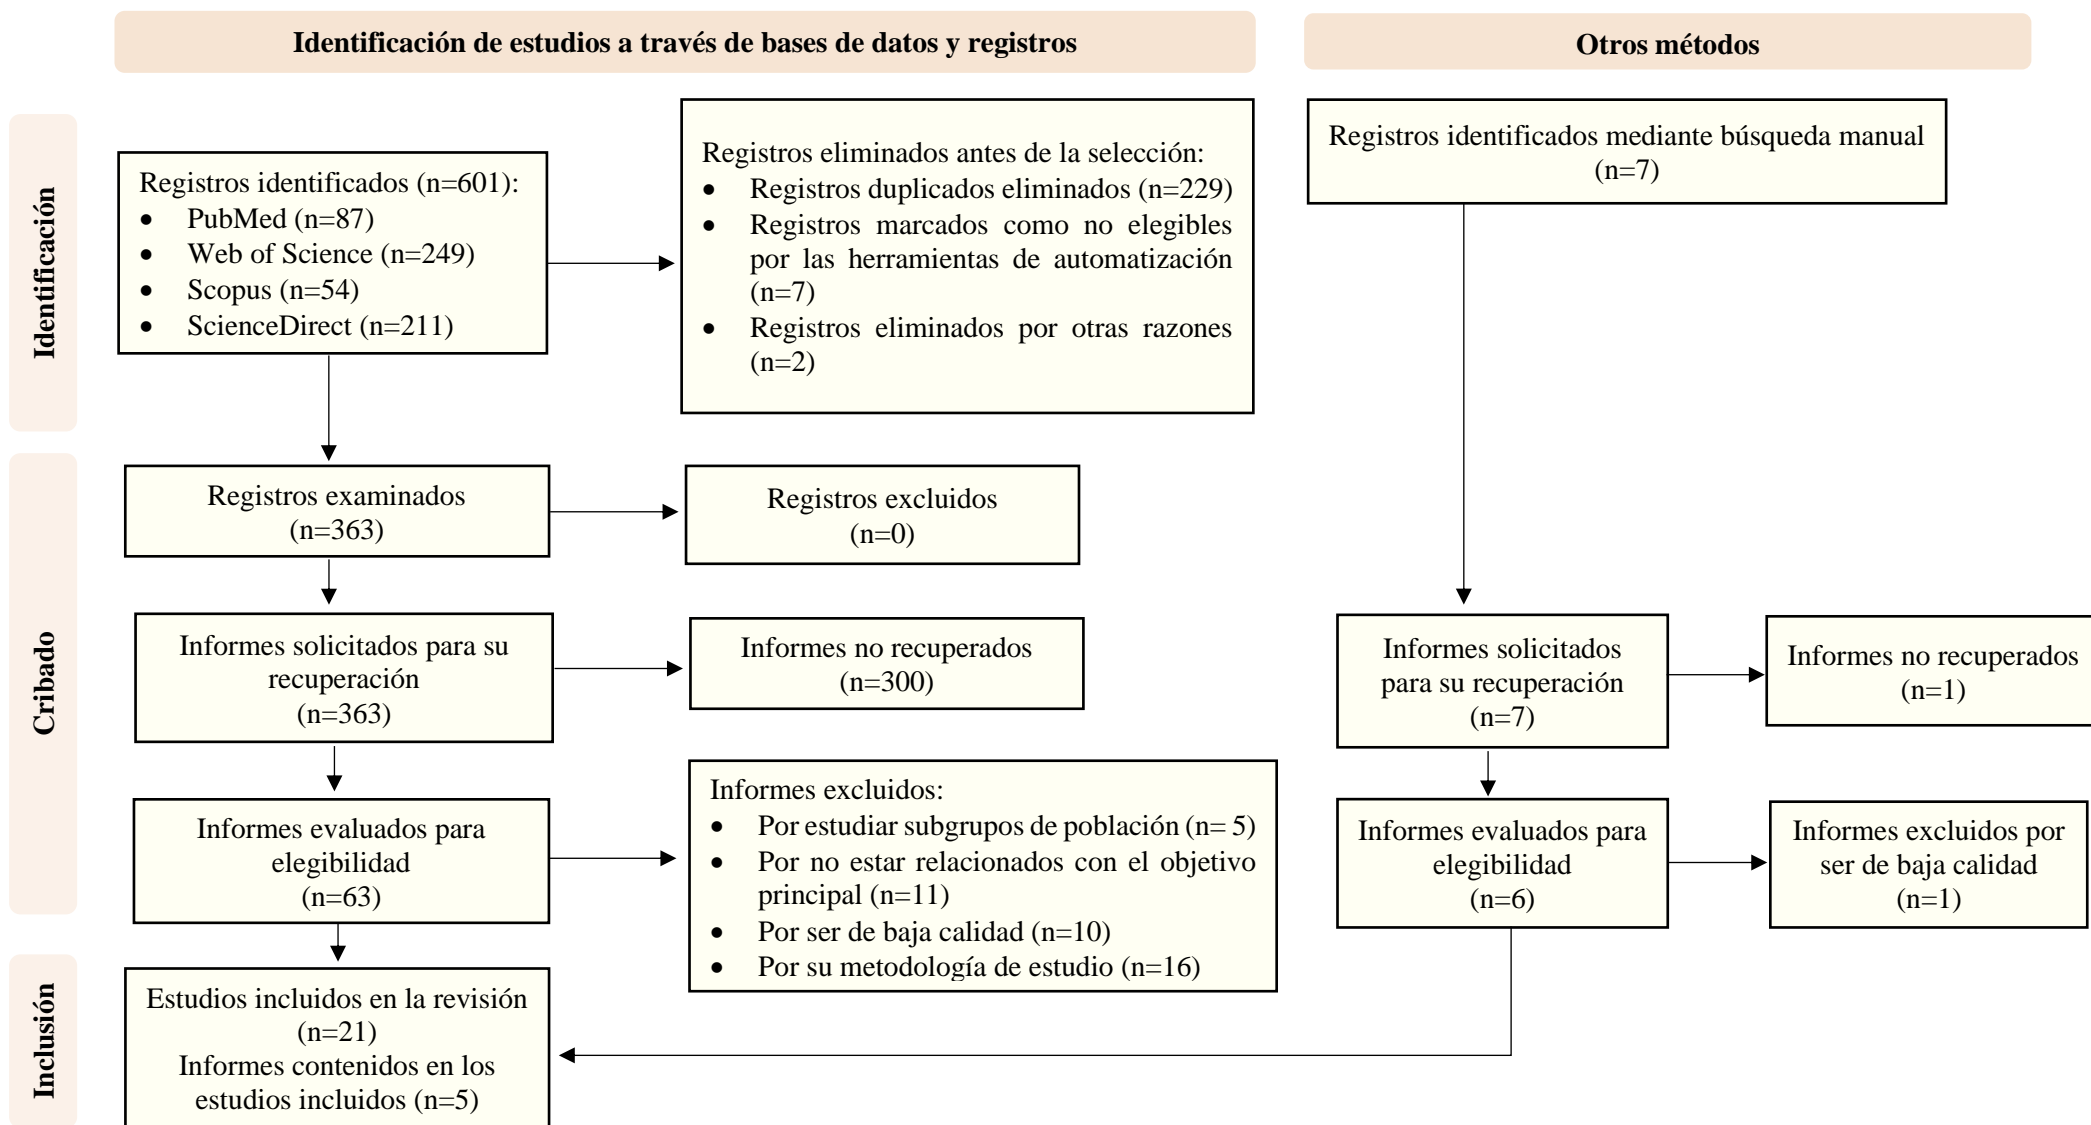 Identificación de estudios a través de bases de datos y registros
Otros métodos
Identificación
Registros identificados (n=601):
• PubMed (n=87)
• Web of Science (n=249)
• Scopus (n=54)
• ScienceDirect (n=211)
Registros eliminados antes de la selección:
• Registros duplicados eliminados (n=229)
• Registros marcados como no elegibles
por las herramientas de automatización
(n=7)
• Registros eliminados por otras razones
(n=2)
Registros identificados mediante búsqueda manual
(n=7)
Cribado
Registros examinados
(n=363)
Registros excluidos
(n=0)
Informes solicitados para su
recuperación
(n=363)
Informes no recuperados
(n=300)
Informes solicitados
para su recuperación
(n=7)
Informes no recuperados
(n=1)
Informes evaluados para
elegibilidad
(n=63)
Informes excluidos:
• Por estudiar subgrupos de población (n= 5)
• Por no estar relacionados con el objetivo
principal (n=11)
• Por ser de baja calidad (n=10)
• Por su metodología de estudio (n=16)
Informes evaluados para
elegibilidad
(n=6)
Informes excluidos por
ser de baja calidad
(n=1)
Inclusión
Estudios incluidos en la revisión
(n=21)
Informes contenidos en los
estudios incluidos (n=5)